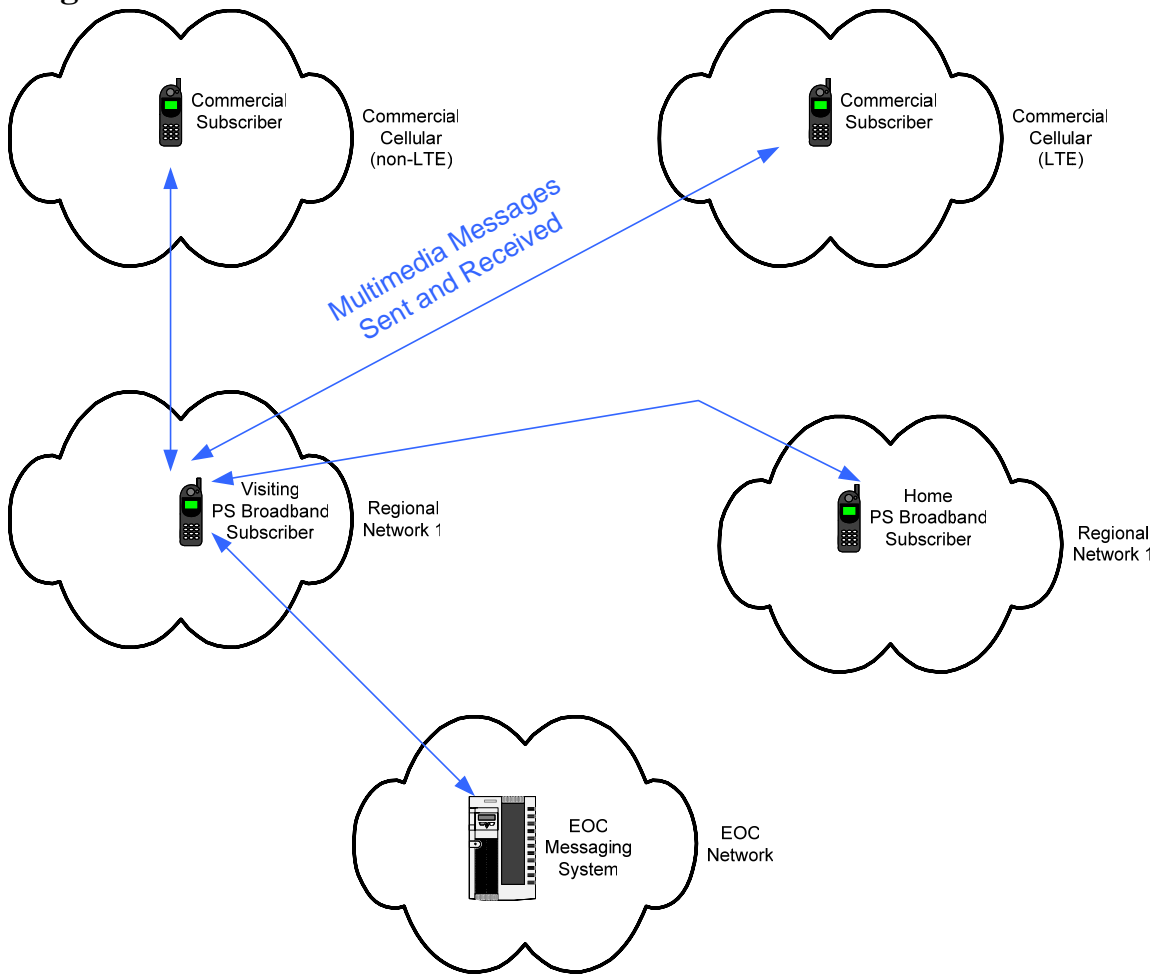 Commercial
Subscriber
Commercial
Cellular
(non-LTE)
Commercial
Subscriber
Commercial
Cellular
(LTE)
Multimedia Messages
Sent and Received
Visiting
PS Broadband
Subscriber
Regional
Network 1
Home
PS Broadband
Subscriber
Regional
Network 1
EOC
Messaging
System
EOC
Network